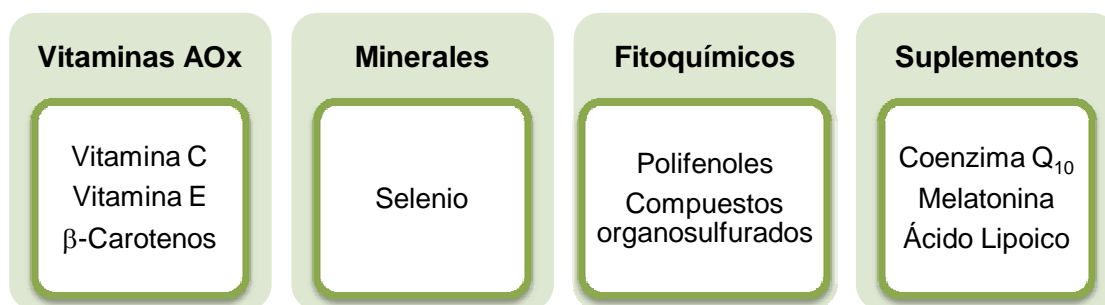 Vitaminas AOx
Vitamina C
Vitamina E
β-Carotenos
Minerales
Selenio
Fitoquímicos
Polifenoles
Compuestos
organosulfurados
Suplementos
Coenzima Q₁₀
Melatonina
Ácido Lipoico